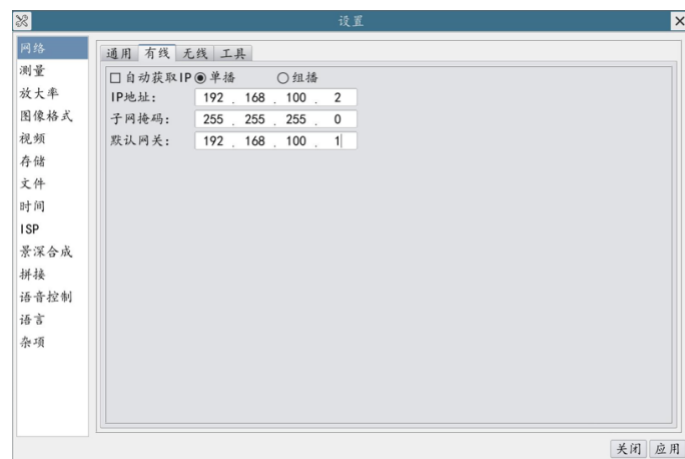 设置
网络
测量
放大率
图像格式
视频
存储
文件
时间
ISP
景深合成
拼接
语音控制
语言
杂项
通用 有线 无线 工具
自动获取IP 单播 组播
IP地址: 192 . 168 . 100 . 2
子网掩码: 255 . 255 . 255 . 0
默认网关: 192 . 168 . 100 . 1
关闭 应用